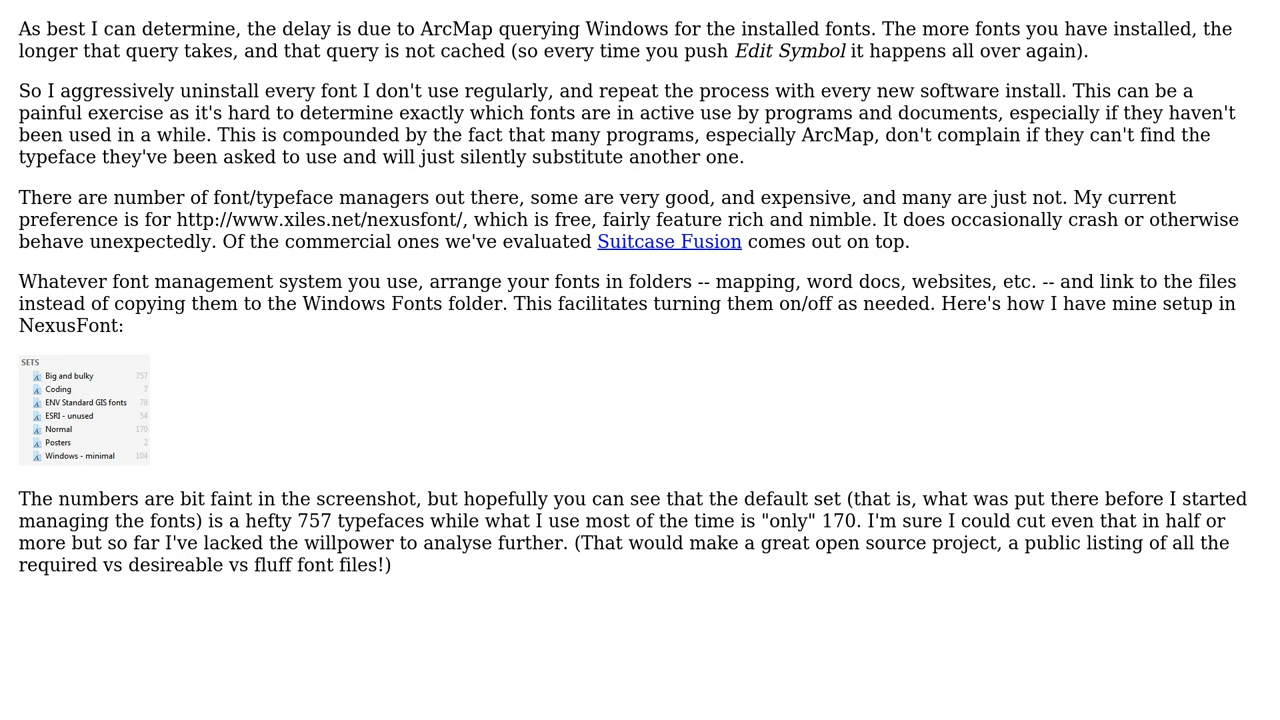 As best I can determine, the delay is due to ArcMap querying Windows for the installed fonts. The more fonts you have installed, the
longer that query takes, and that query is not cached (so every time you push Edit Symbol it happens all over again).
So I aggressively uninstall every font I don't use regularly, and repeat the process with every new software install. This can be a
painful exercise as it's hard to determine exactly which fonts are in active use by programs and documents, especially if they haven't
been used in a while. This is compounded by the fact that many programs, especially ArcMap, don't complain if they can't find the
typeface they've been asked to use and will just silently substitute another one.
There are number of font/typeface managers out there, some are very good, and expensive, and many are just not. My current
preference is for http://www.xiles.net/nexusfont/, which is free, fairly feature rich and nimble. It does occasionally crash or otherwise
behave unexpectedly. Of the commercial ones we've evaluated Suitcase Fusion comes out on top.
Whatever font management system you use, arrange your fonts in folders -- mapping, word docs, websites, etc. -- and link to the files
instead of copying them to the Windows Fonts folder. This facilitates turning them on/off as needed. Here's how I have mine setup in
NexusFont:
SETS
Big and bulky 757
Coding 7
ENV Standard GIS fonts 78
ESRI - unused 54
Normal 170
Posters 2
Windows - minimal 104
The numbers are bit faint in the screenshot, but hopefully you can see that the default set (that is, what was put there before I started
managing the fonts) is a hefty 757 typefaces while what I use most of the time is "only" 170. I'm sure I could cut even that in half or
more but so far I've lacked the willpower to analyse further. (That would make a great open source project, a public listing of all the
required vs desireable vs fluff font files!)